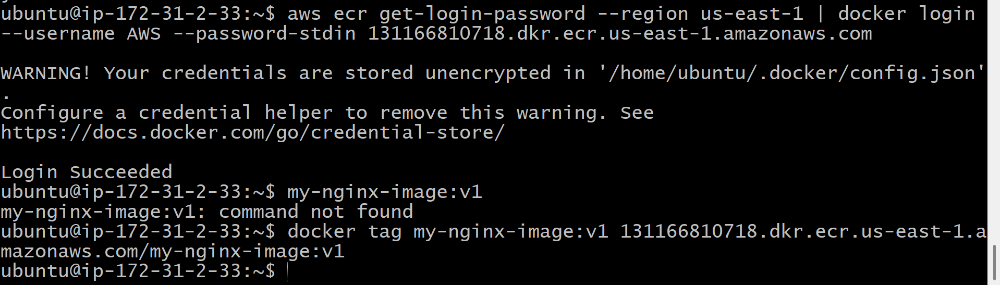 ubuntu@ip-172-31-2-33:~$ aws ecr get-login-password --region us-east-1 | docker login
--username AWS --password-stdin 131166810718.dkr.ecr.us-east-1.amazonaws.com
WARNING! Your credentials are stored unencrypted in '/home/ubuntu/.docker/config.json'
.
Configure a credential helper to remove this warning. See
https://docs.docker.com/go/credential-store/
Login Succeeded
ubuntu@ip-172-31-2-33:~$ my-nginx-image:v1
my-nginx-image:v1: command not found
ubuntu@ip-172-31-2-33:~$ docker tag my-nginx-image:v1 131166810718.dkr.ecr.us-east-1.a
mazonaws.com/my-nginx-image:v1
ubuntu@ip-172-31-2-33:~$